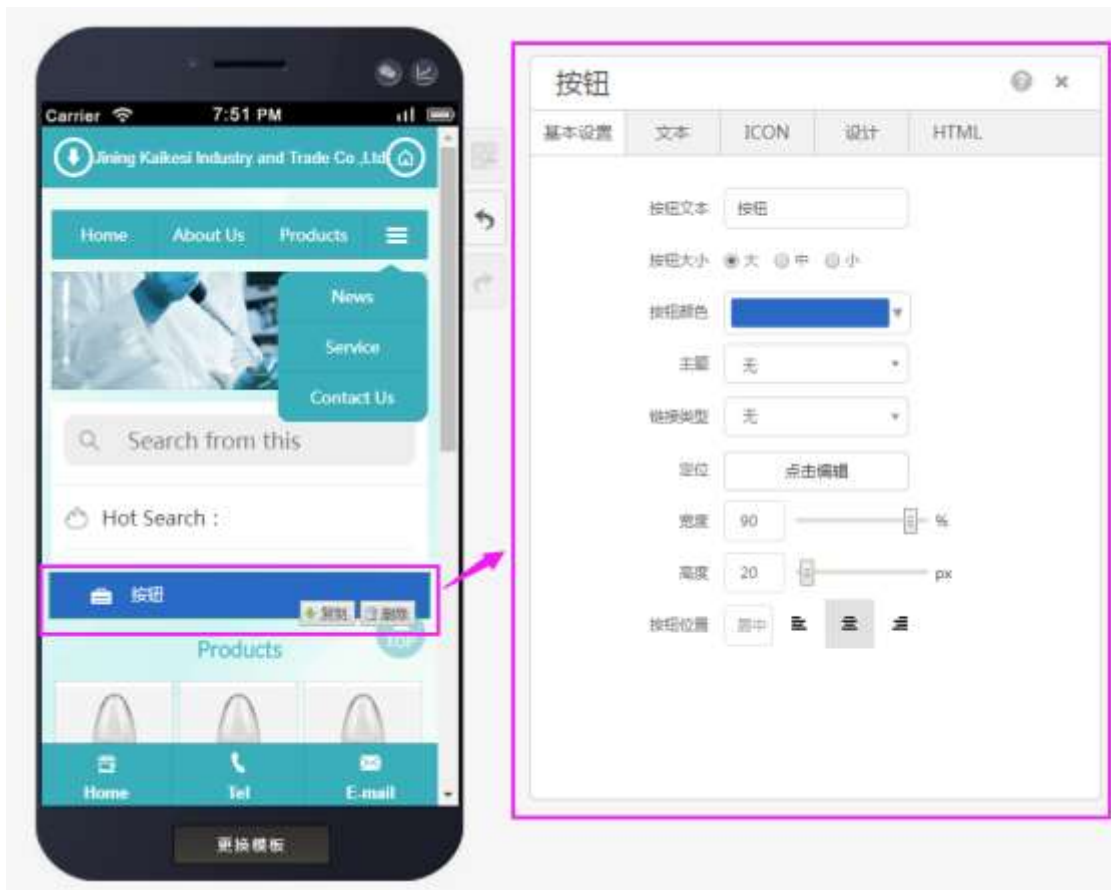 Carrier 7:51 PM
Jining Kaikesi Industry and Trade Co.,Ltd
Home About Us Products
News
Service
Contact Us
Search from this
Hot Search :
按钮
复制 删除
TOP
Products
Home Tel E-mail
更换模板
按钮
基本设置 文本 ICON 设计 HTML
按钮文本 按钮
按钮大小 大 中 小
按钮颜色
主题 无
链接类型 无
定位 点击编辑
宽度 90 %
高度 20 px
按钮位置 居中